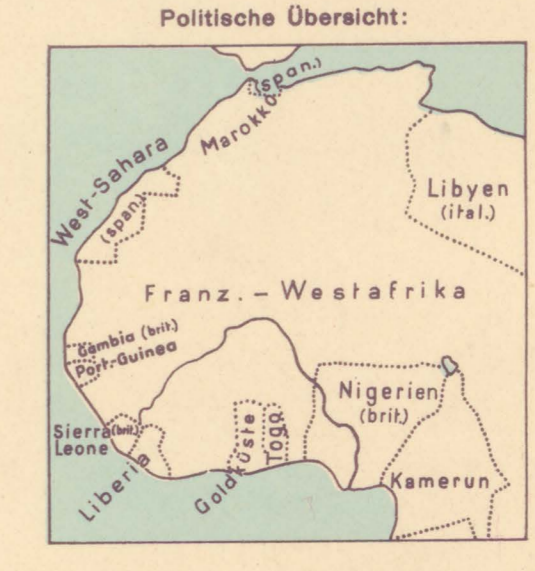 Politische Übersicht:
(span.)
Marokko
West-Sahara
(span.)
Libyen
(ital.)
Franz. – Westafrika
Gambia (brit.)
Port.-Guinea
Nigerien
(brit.)
Sierra (brit.)
Leone
Liberia
Goldküste
Togo
Kamerun